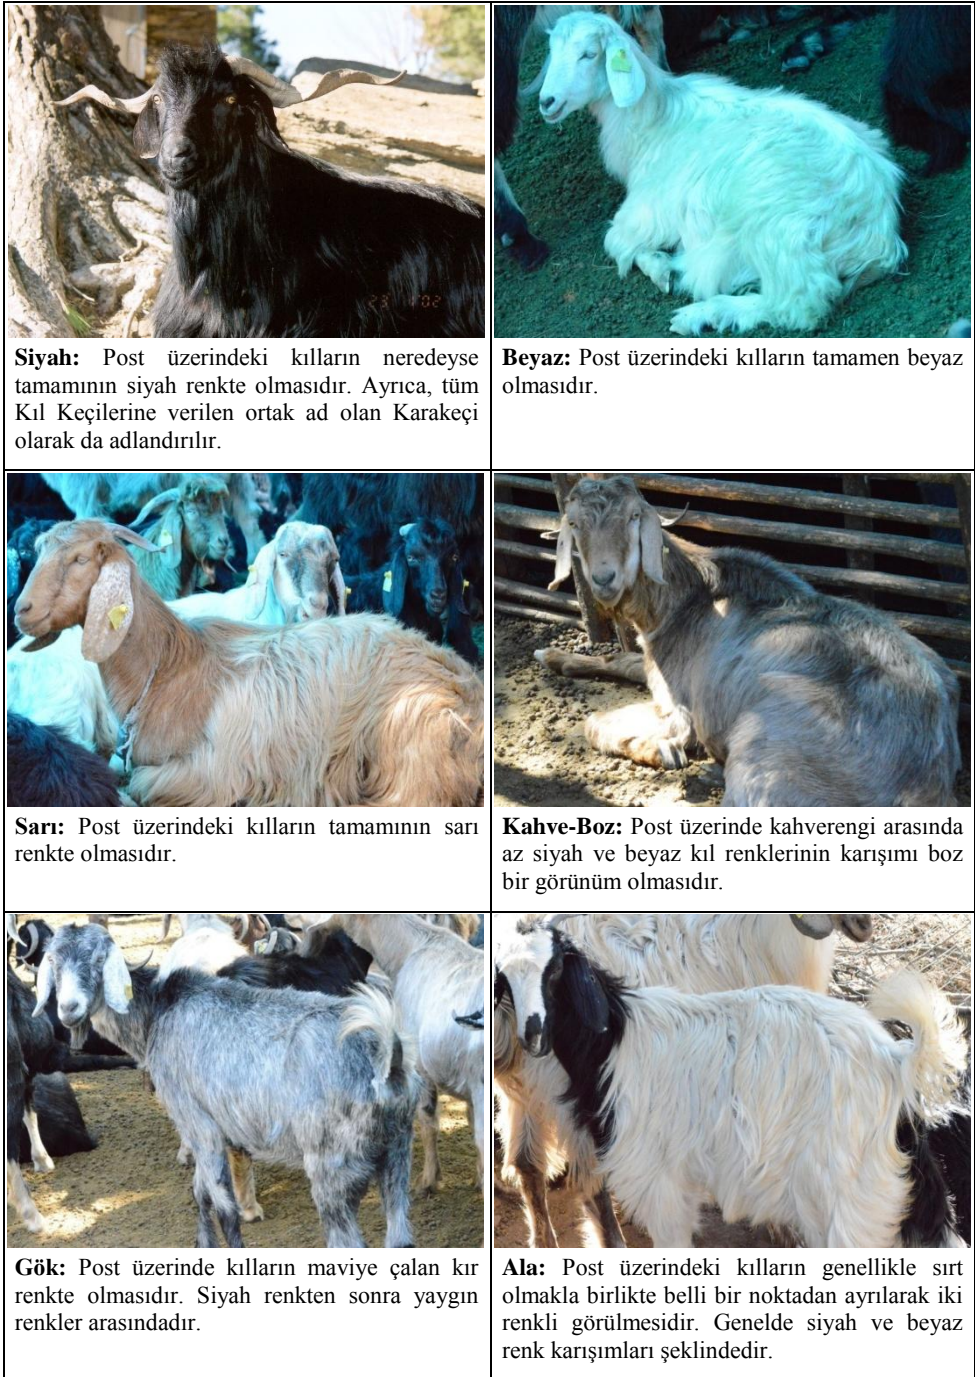 23 1 '02
Siyah: Post üzerindeki kılların neredeyse
tamamının siyah renkte olmasıdır. Ayrıca, tüm
Kıl Keçilerine verilen ortak ad olan Karakeçi
olarak da adlandırılır.
Beyaz: Post üzerindeki kılların tamamen beyaz
olmasıdır.
Sarı: Post üzerindeki kılların tamamının sarı
renkte olmasıdır.
Kahve-Boz: Post üzerinde kahverengi arasında
az siyah ve beyaz kıl renklerinin karışımı boz
bir görünüm olmasıdır.
Gök: Post üzerinde kılların maviye çalan kır
renkte olmasıdır. Siyah renkten sonra yaygın
renkler arasındadır.
Ala: Post üzerindeki kılların genellikle sırt
olmakla birlikte belli bir noktadan ayrılarak iki
renkli görülmesidir. Genelde siyah ve beyaz
renk karışımları şeklindedir.